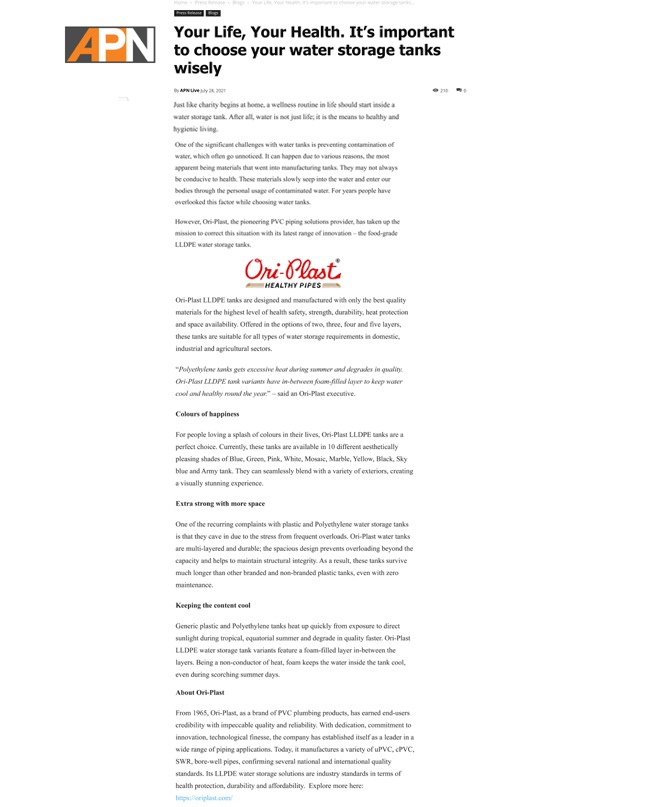 Home › Press Release › Blogs › Your Life, Your Health. It's important to choose your water storage tanks...
Press Release Blogs
APN
Your Life, Your Health. It's important
to choose your water storage tanks
wisely
By APN Live July 28, 2021 210 0
Just like charity begins at home, a wellness routine in life should start inside a
water storage tank. After all, water is not just life; it is the means to healthy and
hygienic living.
One of the significant challenges with water tanks is preventing contamination of
water, which often go unnoticed. It can happen due to various reasons, the most
apparent being materials that went into manufacturing tanks. They may not always
be conducive to health. These materials slowly seep into the water and enter our
bodies through the personal usage of contaminated water. For years people have
overlooked this factor while choosing water tanks.
However, Ori-Plast, the pioneering PVC piping solutions provider, has taken up the
mission to correct this situation with its latest range of innovation – the food-grade
LLDPE water storage tanks.
Ori-Plast®
HEALTHY PIPES
Ori-Plast LLDPE tanks are designed and manufactured with only the best quality
materials for the highest level of health safety, strength, durability, heat protection
and space availability. Offered in the options of two, three, four and five layers,
these tanks are suitable for all types of water storage requirements in domestic,
industrial and agricultural sectors.
“Polyethylene tanks gets excessive heat during summer and degrades in quality.
Ori-Plast LLDPE tank variants have in-between foam-filled layer to keep water
cool and healthy round the year.” – said an Ori-Plast executive.
Colours of happiness
For people loving a splash of colours in their lives, Ori-Plast LLDPE tanks are a
perfect choice. Currently, these tanks are available in 10 different aesthetically
pleasing shades of Blue, Green, Pink, White, Mosaic, Marble, Yellow, Black, Sky
blue and Army tank. They can seamlessly blend with a variety of exteriors, creating
a visually stunning experience.
Extra strong with more space
One of the recurring complaints with plastic and Polyethylene water storage tanks
is that they cave in due to the stress from frequent overloads. Ori-Plast water tanks
are multi-layered and durable; the spacious design prevents overloading beyond the
capacity and helps to maintain structural integrity. As a result, these tanks survive
much longer than other branded and non-branded plastic tanks, even with zero
maintenance.
Keeping the content cool
Generic plastic and Polyethylene tanks heat up quickly from exposure to direct
sunlight during tropical, equatorial summer and degrade in quality faster. Ori-Plast
LLDPE water storage tank variants feature a foam-filled layer in-between the
layers. Being a non-conductor of heat, foam keeps the water inside the tank cool,
even during scorching summer days.
About Ori-Plast
From 1965, Ori-Plast, as a brand of PVC plumbing products, has earned end-users
credibility with impeccable quality and reliability. With dedication, commitment to
innovation, technological finesse, the company has established itself as a leader in a
wide range of piping applications. Today, it manufactures a variety of uPVC, cPVC,
SWR, bore-well pipes, confirming several national and international quality
standards. Its LLPDE water storage solutions are industry standards in terms of
health protection, durability and affordability. Explore more here:
https://oriplast.com/